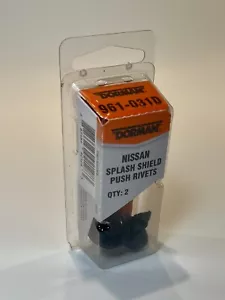 DORMAN
961-031D
DORMAN
NISSAN
SPLASH SHIELD
PUSH RIVETS
QTY: 2